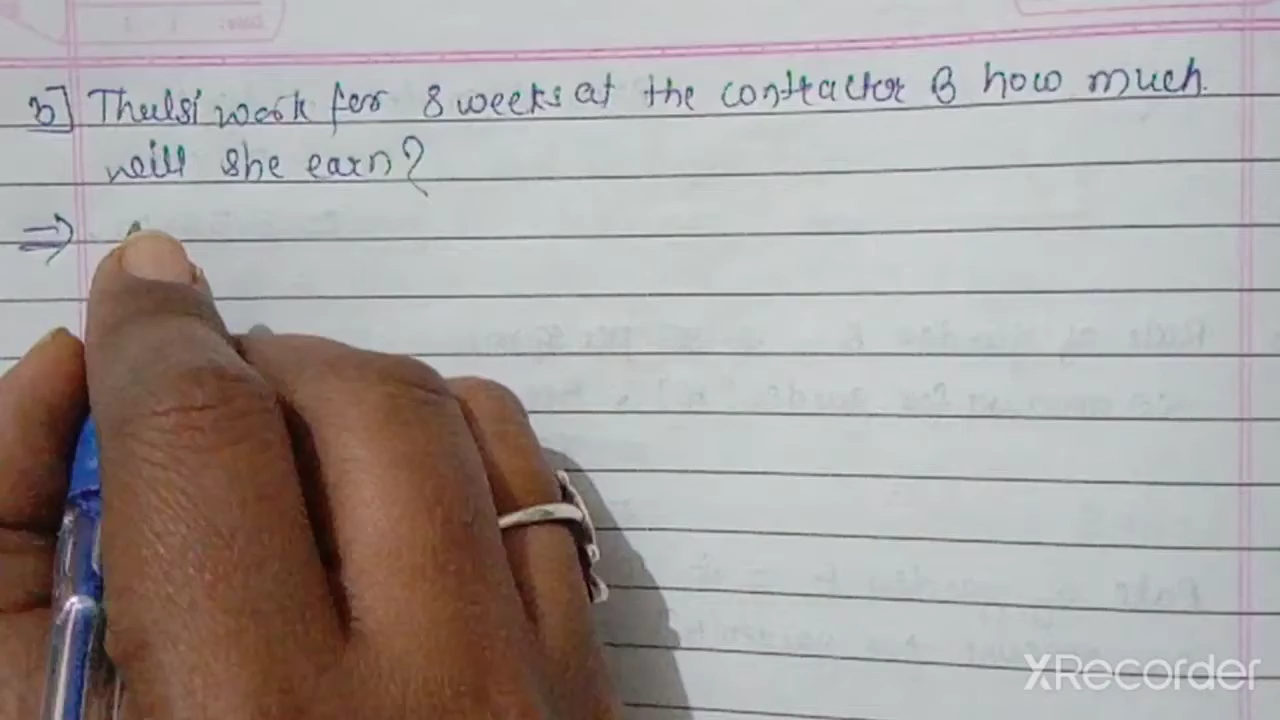 b] Thulsi work for 8 weeks at the contractor B how much
will she earn?
⇒
XRecorder